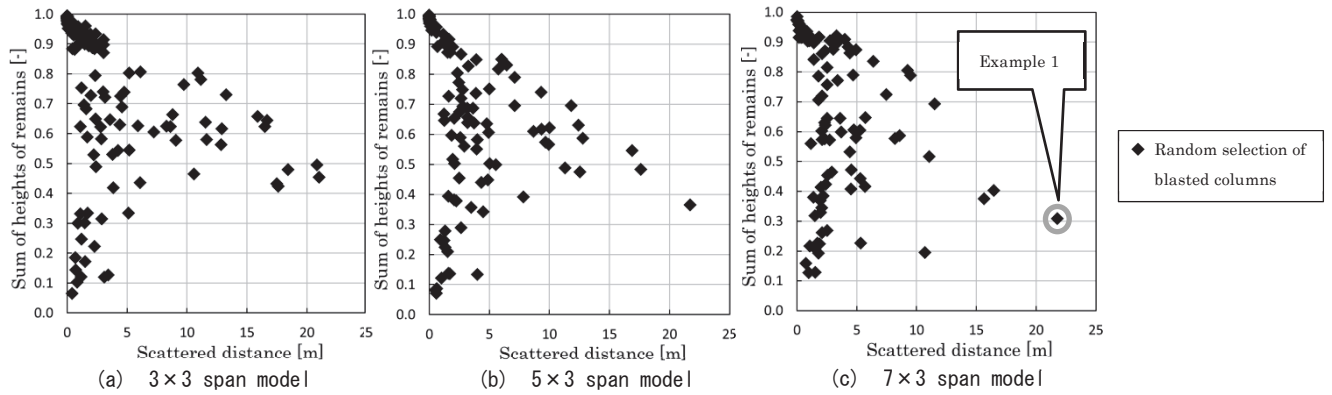 Sum of heights of remains [-]
1.0
0.9
0.8
0.7
0.6
0.5
0.4
0.3
0.2
0.1
0.0
0 5 10 15 20 25
Scattered distance [m]
(a) 3×3 span model
Sum of heights of remains [-]
1.0
0.9
0.8
0.7
0.6
0.5
0.4
0.3
0.2
0.1
0.0
0 5 10 15 20 25
Scattered distance [m]
(b) 5×3 span model
Sum of heights of remains [-]
1.0
0.9
0.8
0.7
0.6
0.5
0.4
0.3
0.2
0.1
0.0
0 5 10 15 20 25
Scattered distance [m]
(c) 7×3 span model
Example 1
Random selection of
blasted columns